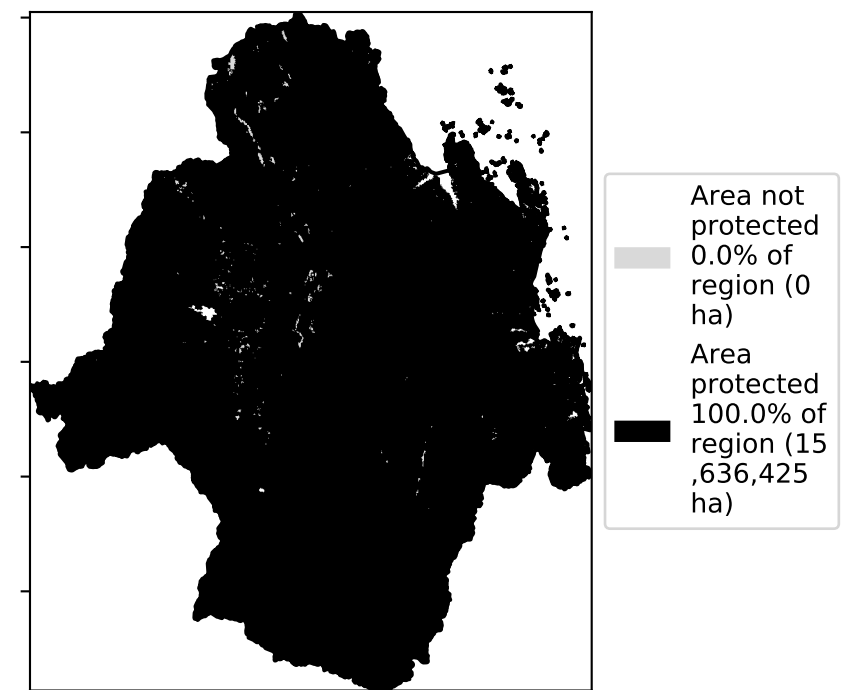 Area not
protected
0.0% of
region (0
ha)
Area
protected
100.0% of
region (15
,636,425
ha)